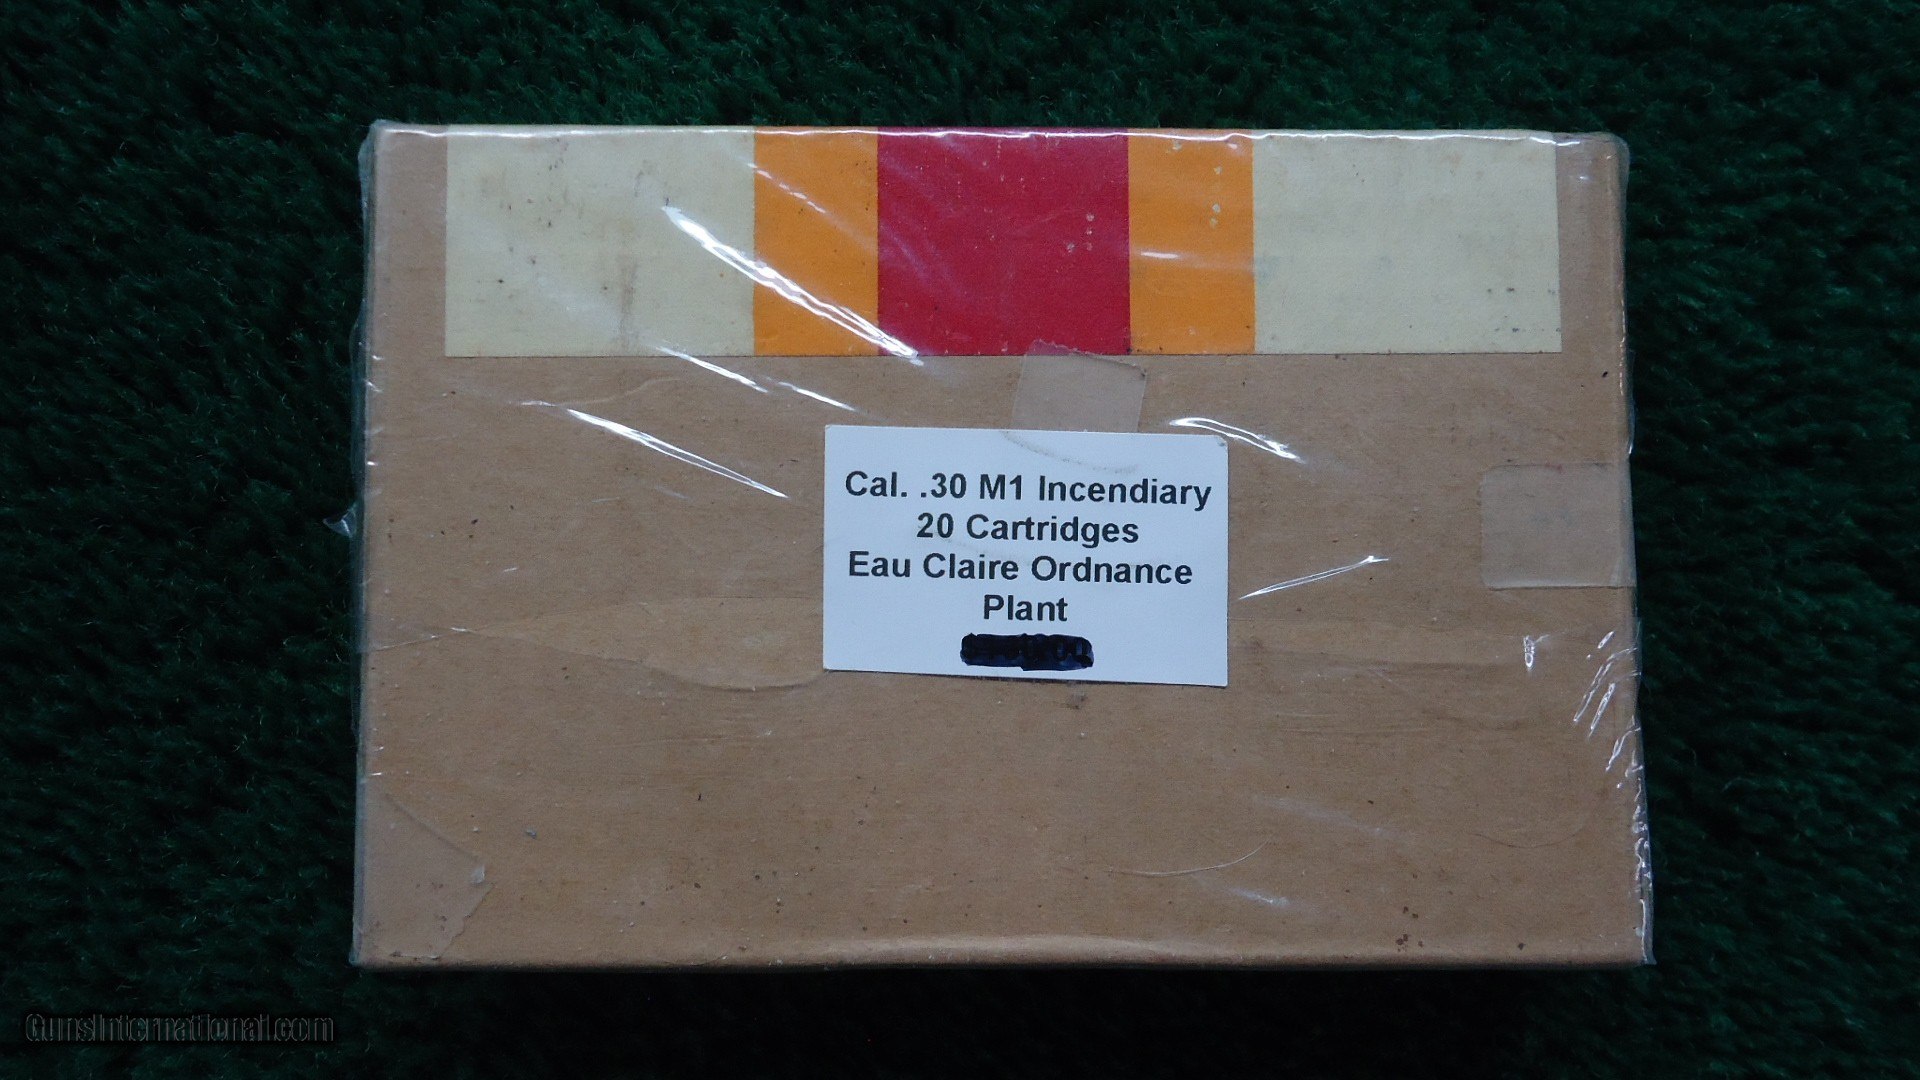 Cal. .30 M1 Incendiary
20 Cartridges
Eau Claire Ordnance
Plant
GunsInternational.com